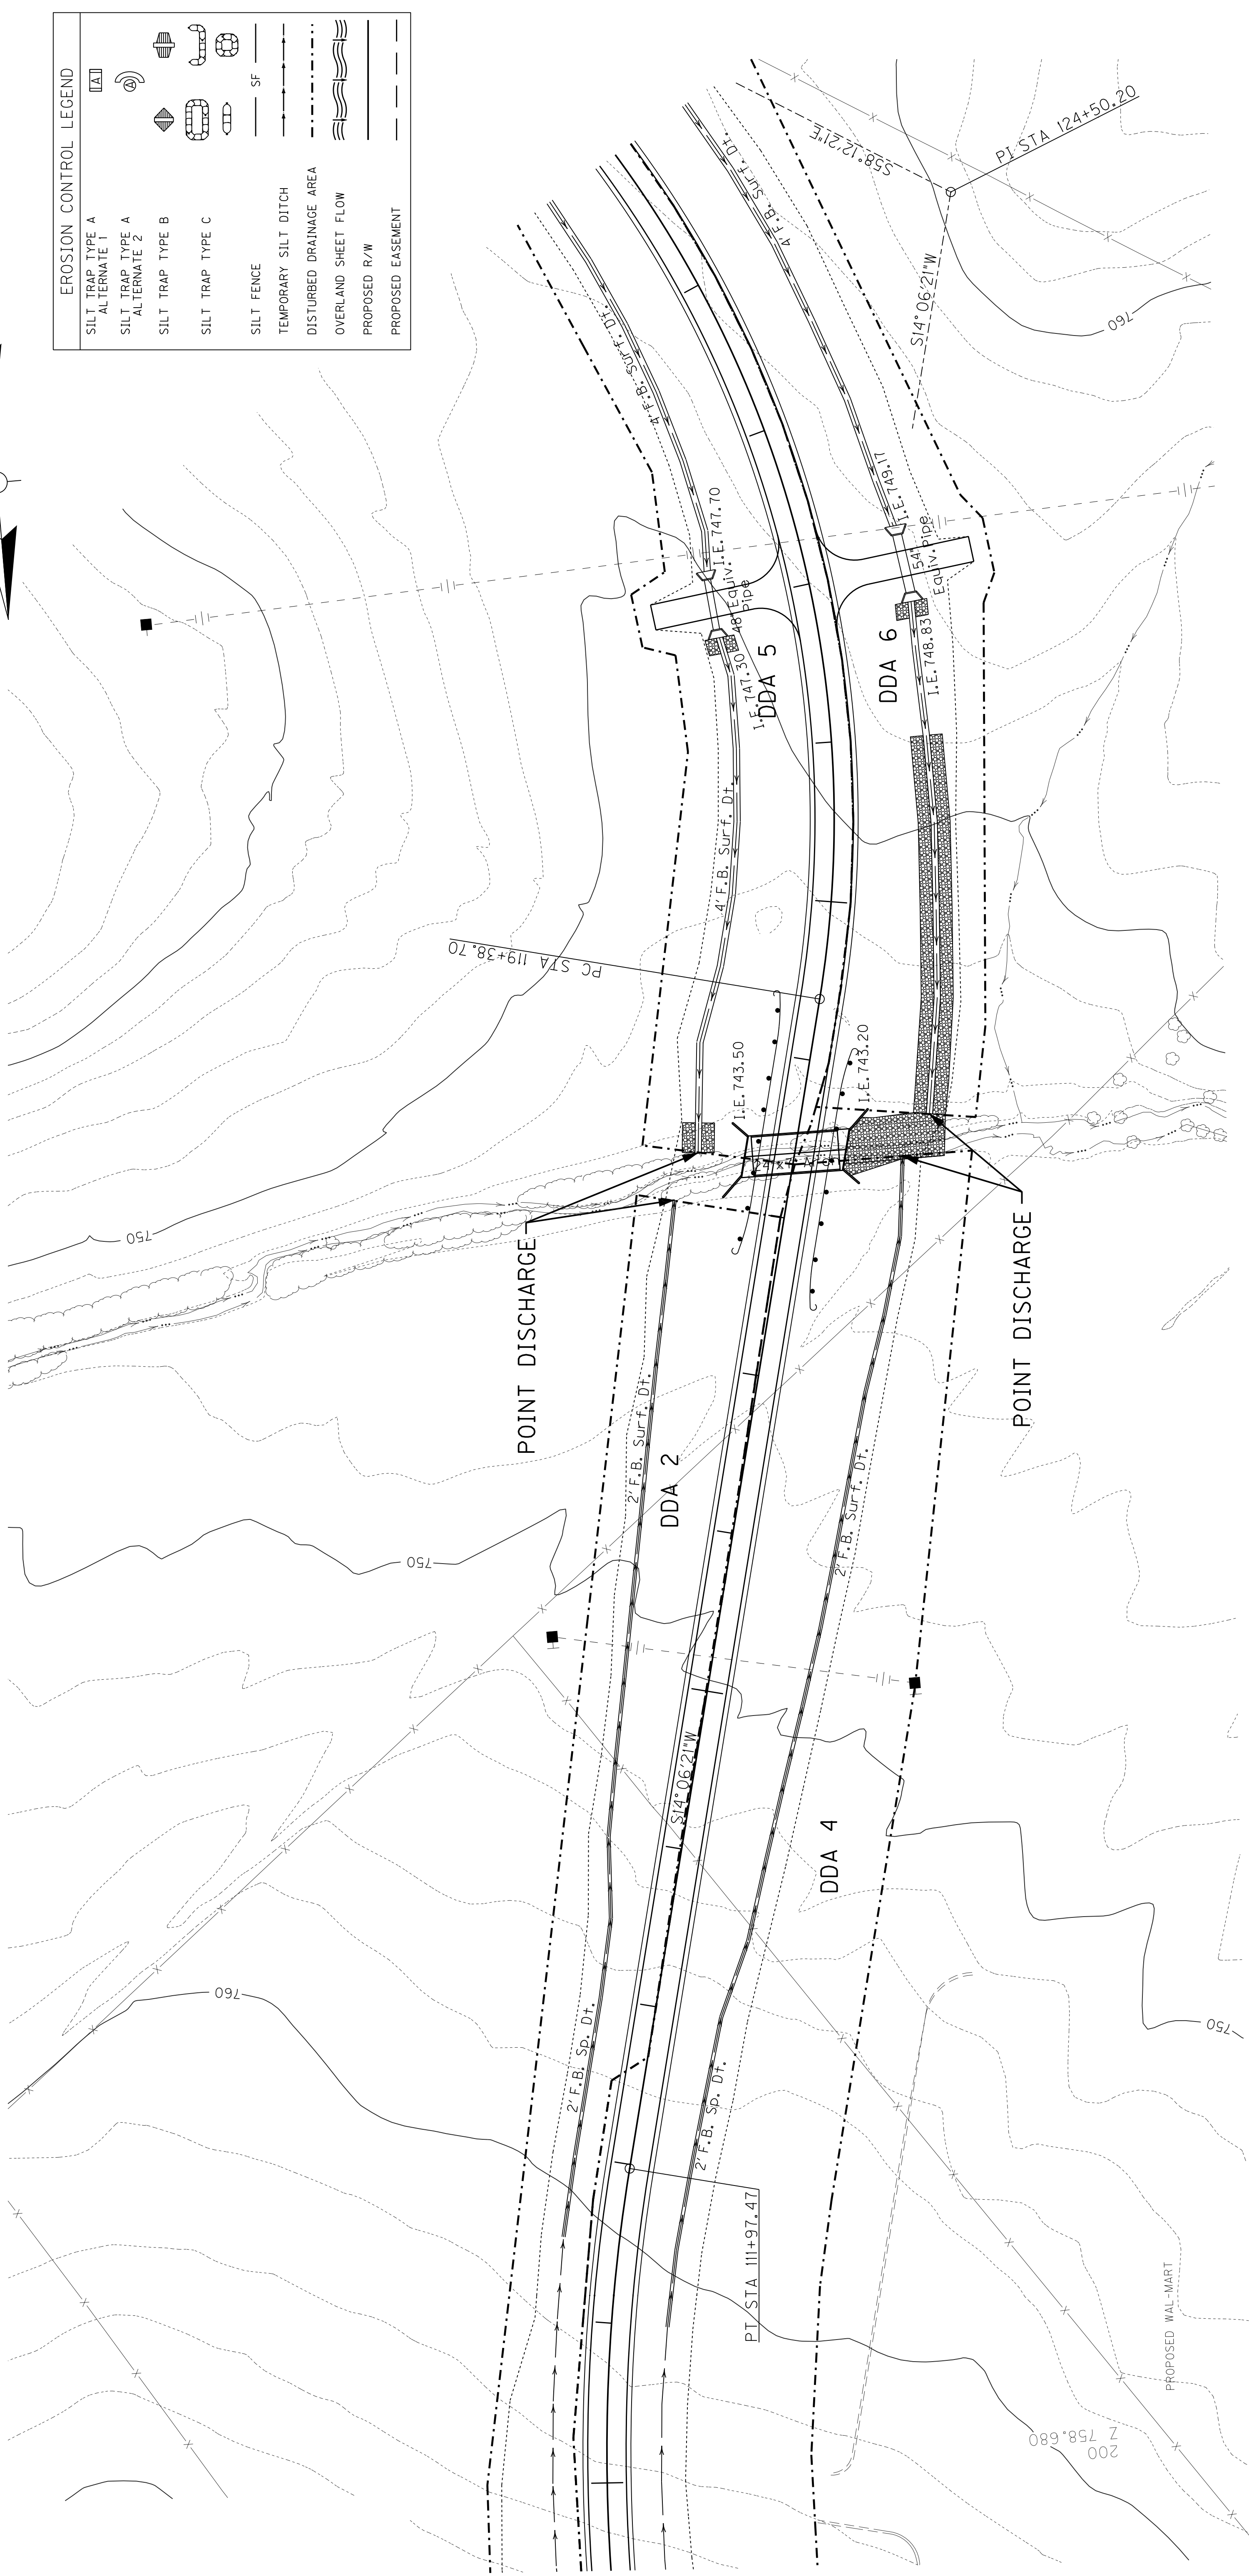 EROSION CONTROL LEGEND
SILT TRAP TYPE A
ALTERNATE 1
A
SILT TRAP TYPE A
ALTERNATE 2
A
SILT TRAP TYPE B
SILT TRAP TYPE C
SILT FENCE
SF
TEMPORARY SILT DITCH
DISTURBED DRAINAGE AREA
OVERLAND SHEET FLOW
PROPOSED R/W
PROPOSED EASEMENT
4' F.B. Surf. Dt.
4' F.B. Surf. Dt.
S58°12'21"E
PI STA 124+50.20
S14°06'21"W
760
I.E. 747.70
48" Equiv.
Pipe
I.E. 747.30
DDA 5
I.E. 749.17
54"
Equiv. Pipe
I.E. 748.83
DDA 6
4' F.B. Surf. Dt.
PC STA 119+38.70
I.E. 743.50
I.E. 743.20
750
POINT DISCHARGE
POINT DISCHARGE
2' F.B. Surf. Dt.
DDA 2
2' F.B. Surf. Dt.
750
S14°06'21"W
DDA 4
760
750
2' F.B. Sp. Dt.
2' F.B. Sp. Dt.
PT STA 111+97.47
PROPOSED WAL-MART
200
Z 758.680